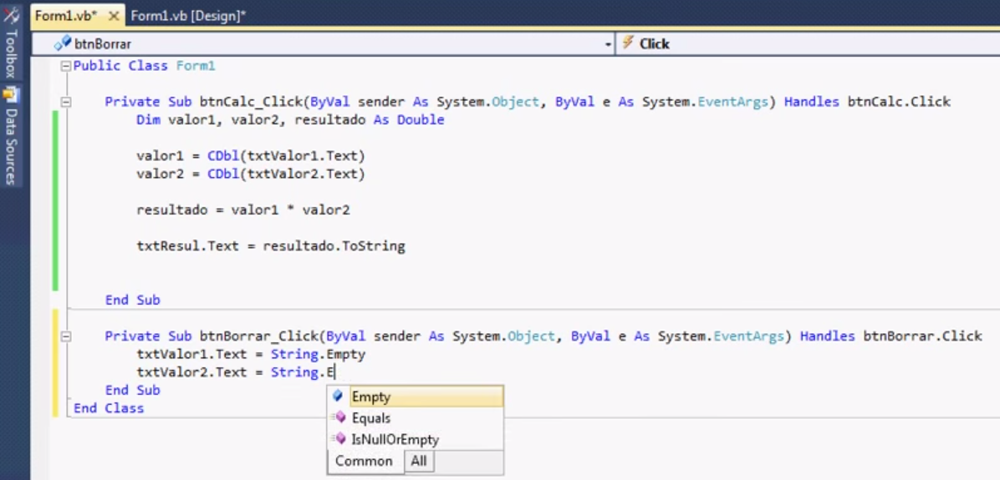 Form1.vb* Form1.vb [Design]*
Toolbox
Data Sources
btnBorrar Click
Public Class Form1
Private Sub btnCalc_Click(ByVal sender As System.Object, ByVal e As System.EventArgs) Handles btnCalc.Click
Dim valor1, valor2, resultado As Double
valor1 = CDbl(txtValor1.Text)
valor2 = CDbl(txtValor2.Text)
resultado = valor1 * valor2
txtResul.Text = resultado.ToString
End Sub
Private Sub btnBorrar_Click(ByVal sender As System.Object, ByVal e As System.EventArgs) Handles btnBorrar.Click
txtValor1.Text = String.Empty
txtValor2.Text = String.E
End Sub
End Class
Empty
Equals
IsNullOrEmpty
Common All